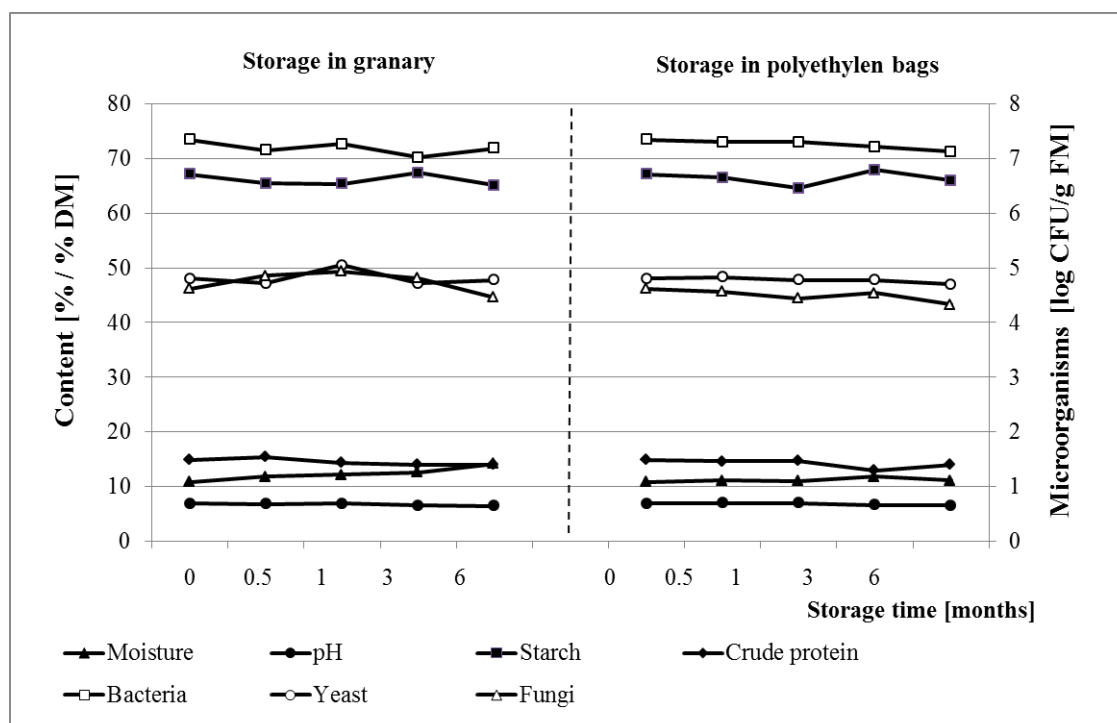 Storage in granary
Storage in polyethylen bags
80
70
60
50
40
30
20
10
0
Content [% / % DM]
8
7
6
5
4
3
2
1
0
Microorganisms [log CFU/g FM]
0 0.5 1 3 6
0 0.5 1 3 6
Storage time [months]
Moisture pH Starch Crude protein
Bacteria Yeast Fungi